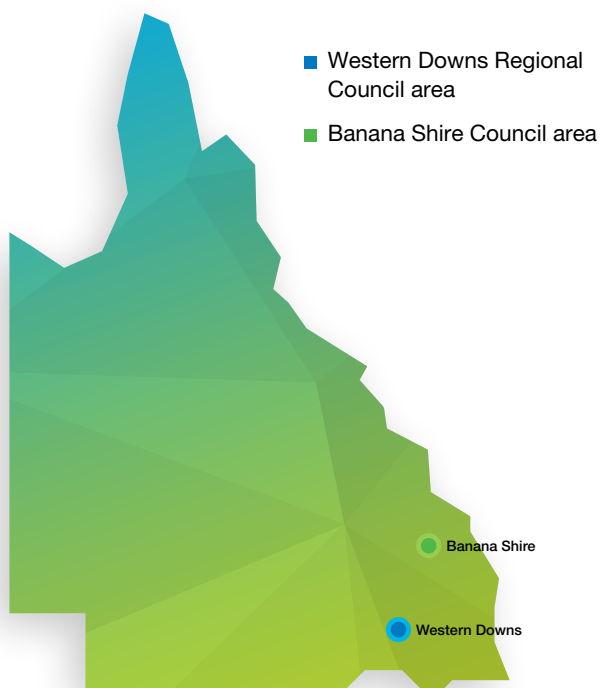 Western Downs Regional
Council area
Banana Shire Council area
Banana Shire
Western Downs